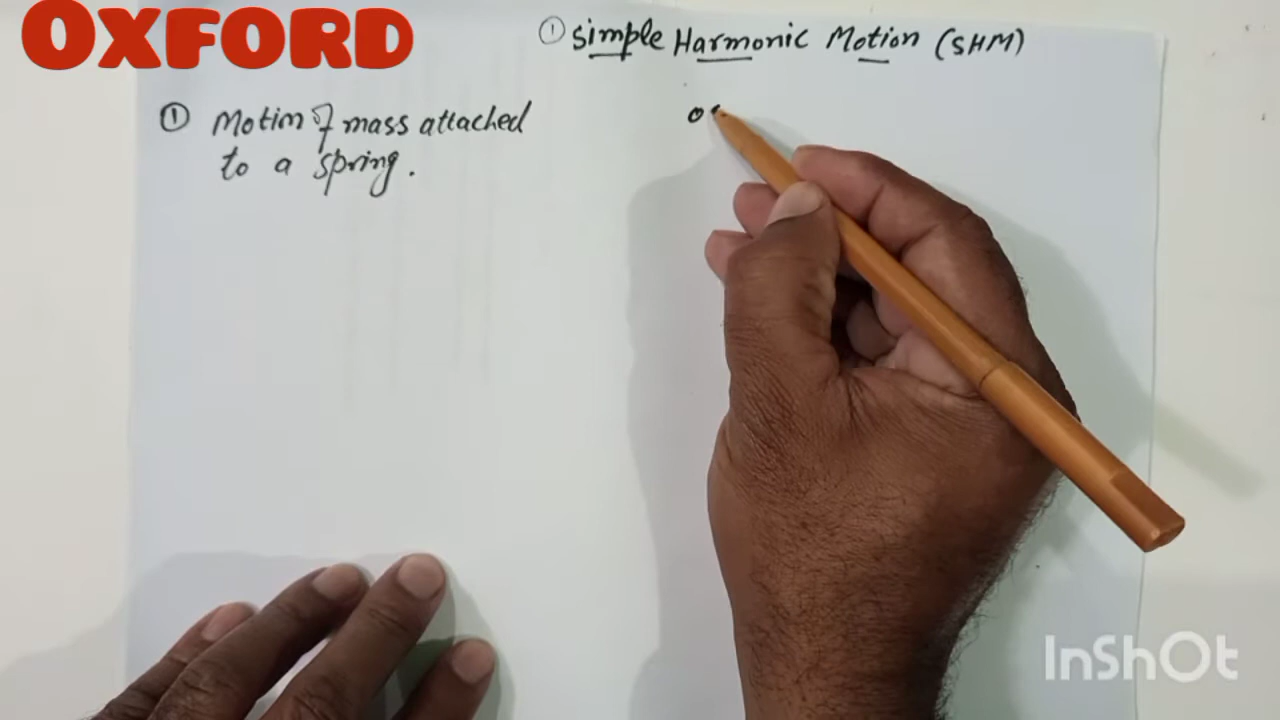 OXFORD
① Simple Harmonic Motion (SHM)
① Motion of mass attached
to a spring.
InShOt